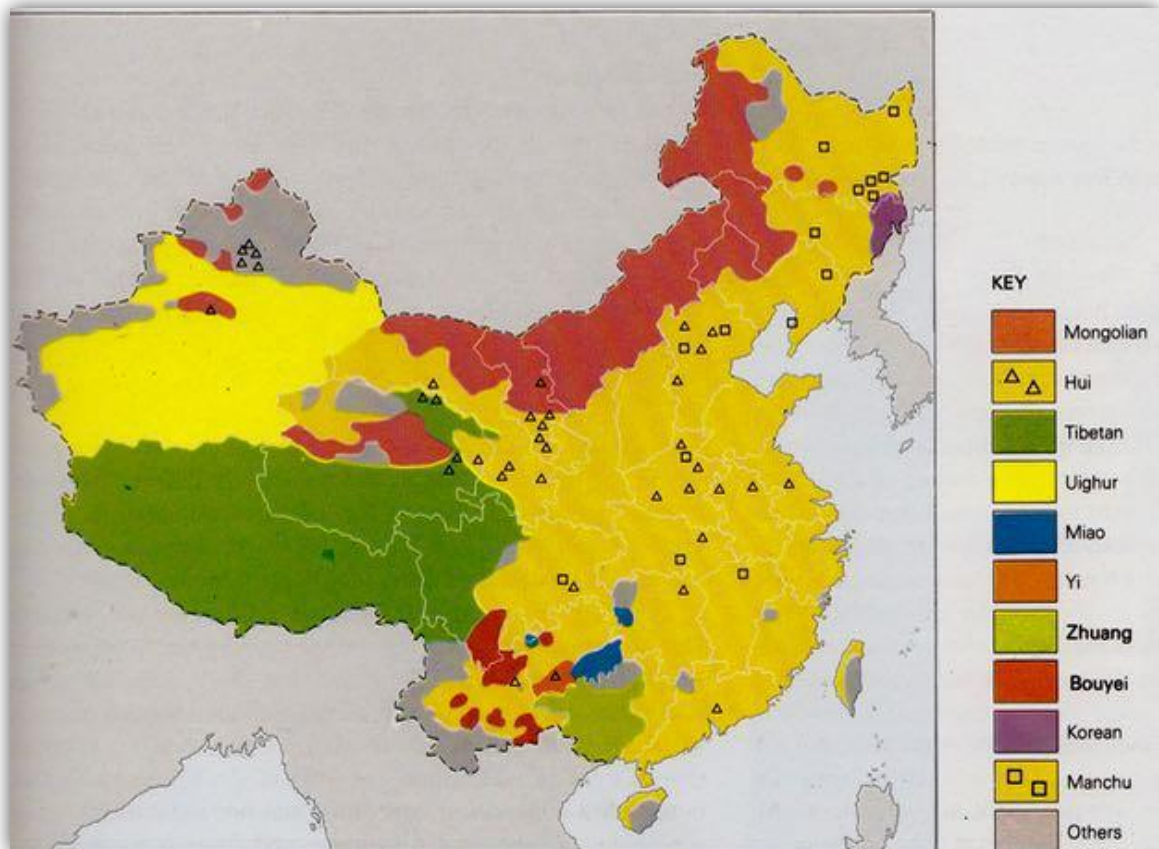 KEY
Mongolian
Hui
Tibetan
Uighur
Miao
Yi
Zhuang
Bouyei
Korean
Manchu
Others